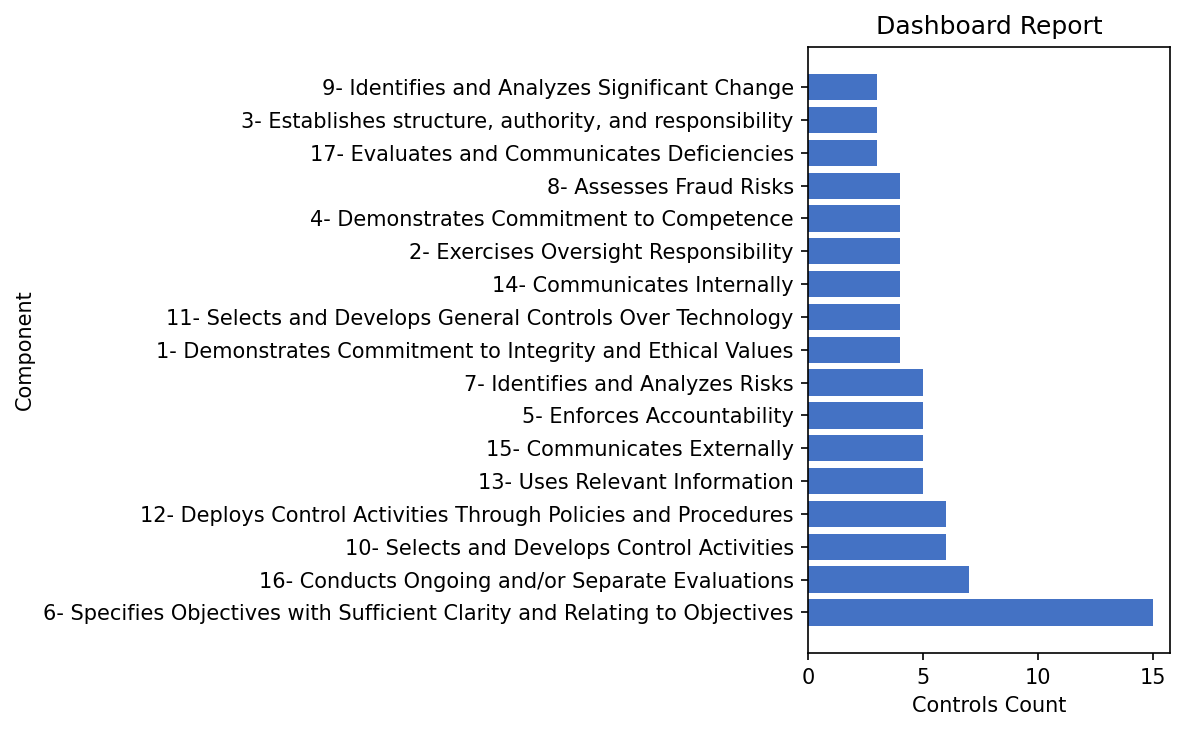 Dashboard Report
9- Identifies and Analyzes Significant Change
3- Establishes structure, authority, and responsibility
17- Evaluates and Communicates Deficiencies
8- Assesses Fraud Risks
4- Demonstrates Commitment to Competence
2- Exercises Oversight Responsibility
14- Communicates Internally
11- Selects and Develops General Controls Over Technology
1- Demonstrates Commitment to Integrity and Ethical Values
7- Identifies and Analyzes Risks
5- Enforces Accountability
15- Communicates Externally
13- Uses Relevant Information
12- Deploys Control Activities Through Policies and Procedures
10- Selects and Develops Control Activities
16- Conducts Ongoing and/or Separate Evaluations
6- Specifies Objectives with Sufficient Clarity and Relating to Objectives
Component
0 5 10 15
Controls Count